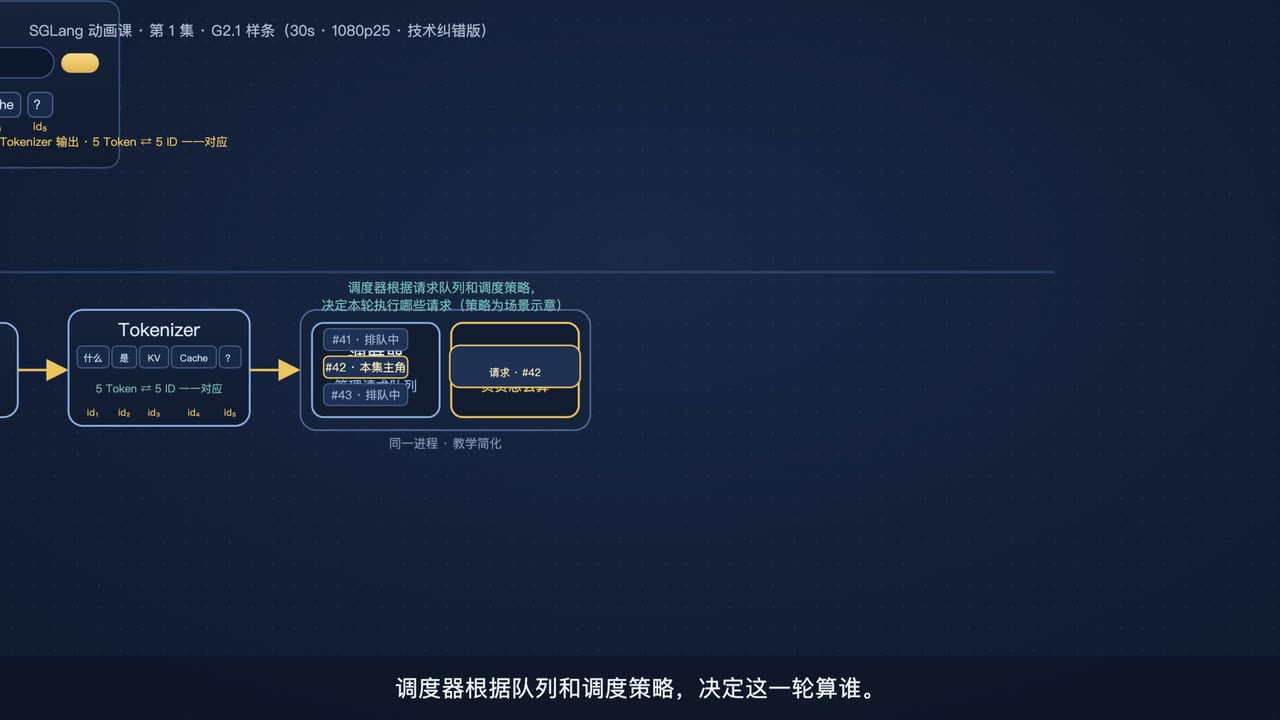 SGLang 动画课 · 第 1 集 · G2.1 样条（30s · 1080p25 · 技术纠错版）
he ?
id₅
Tokenizer 输出 · 5 Token ⇄ 5 ID 一一对应
调度器根据请求队列和调度策略，
决定本轮执行哪些请求（策略为场景示意）
Tokenizer
什么 是 KV Cache ?
5 Token ⇄ 5 ID 一一对应
id₁ id₂ id₃ id₄ id₅
#41 · 排队中
#42 · 本集主角
#43 · 排队中
请求 · #42
同一进程 · 教学简化
调度器根据队列和调度策略，决定这一轮算谁。